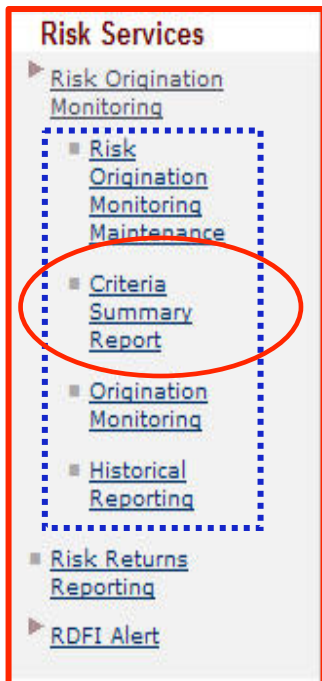 Risk Services
Risk Origination
Monitoring
Risk
Origination
Monitoring
Maintenance
Criteria
Summary
Report
Origination
Monitoring
Historical
Reporting
Risk Returns
Reporting
RDFI Alert